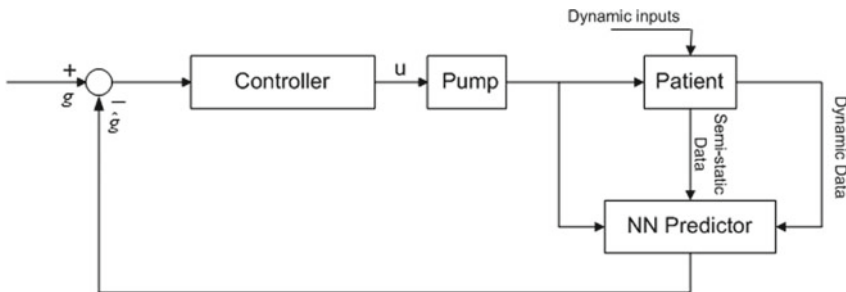 Dynamic inputs
+
g
−
ĝ
Controller
u
Pump
Patient
Semi-static
Data
Dynamic Data
NN Predictor